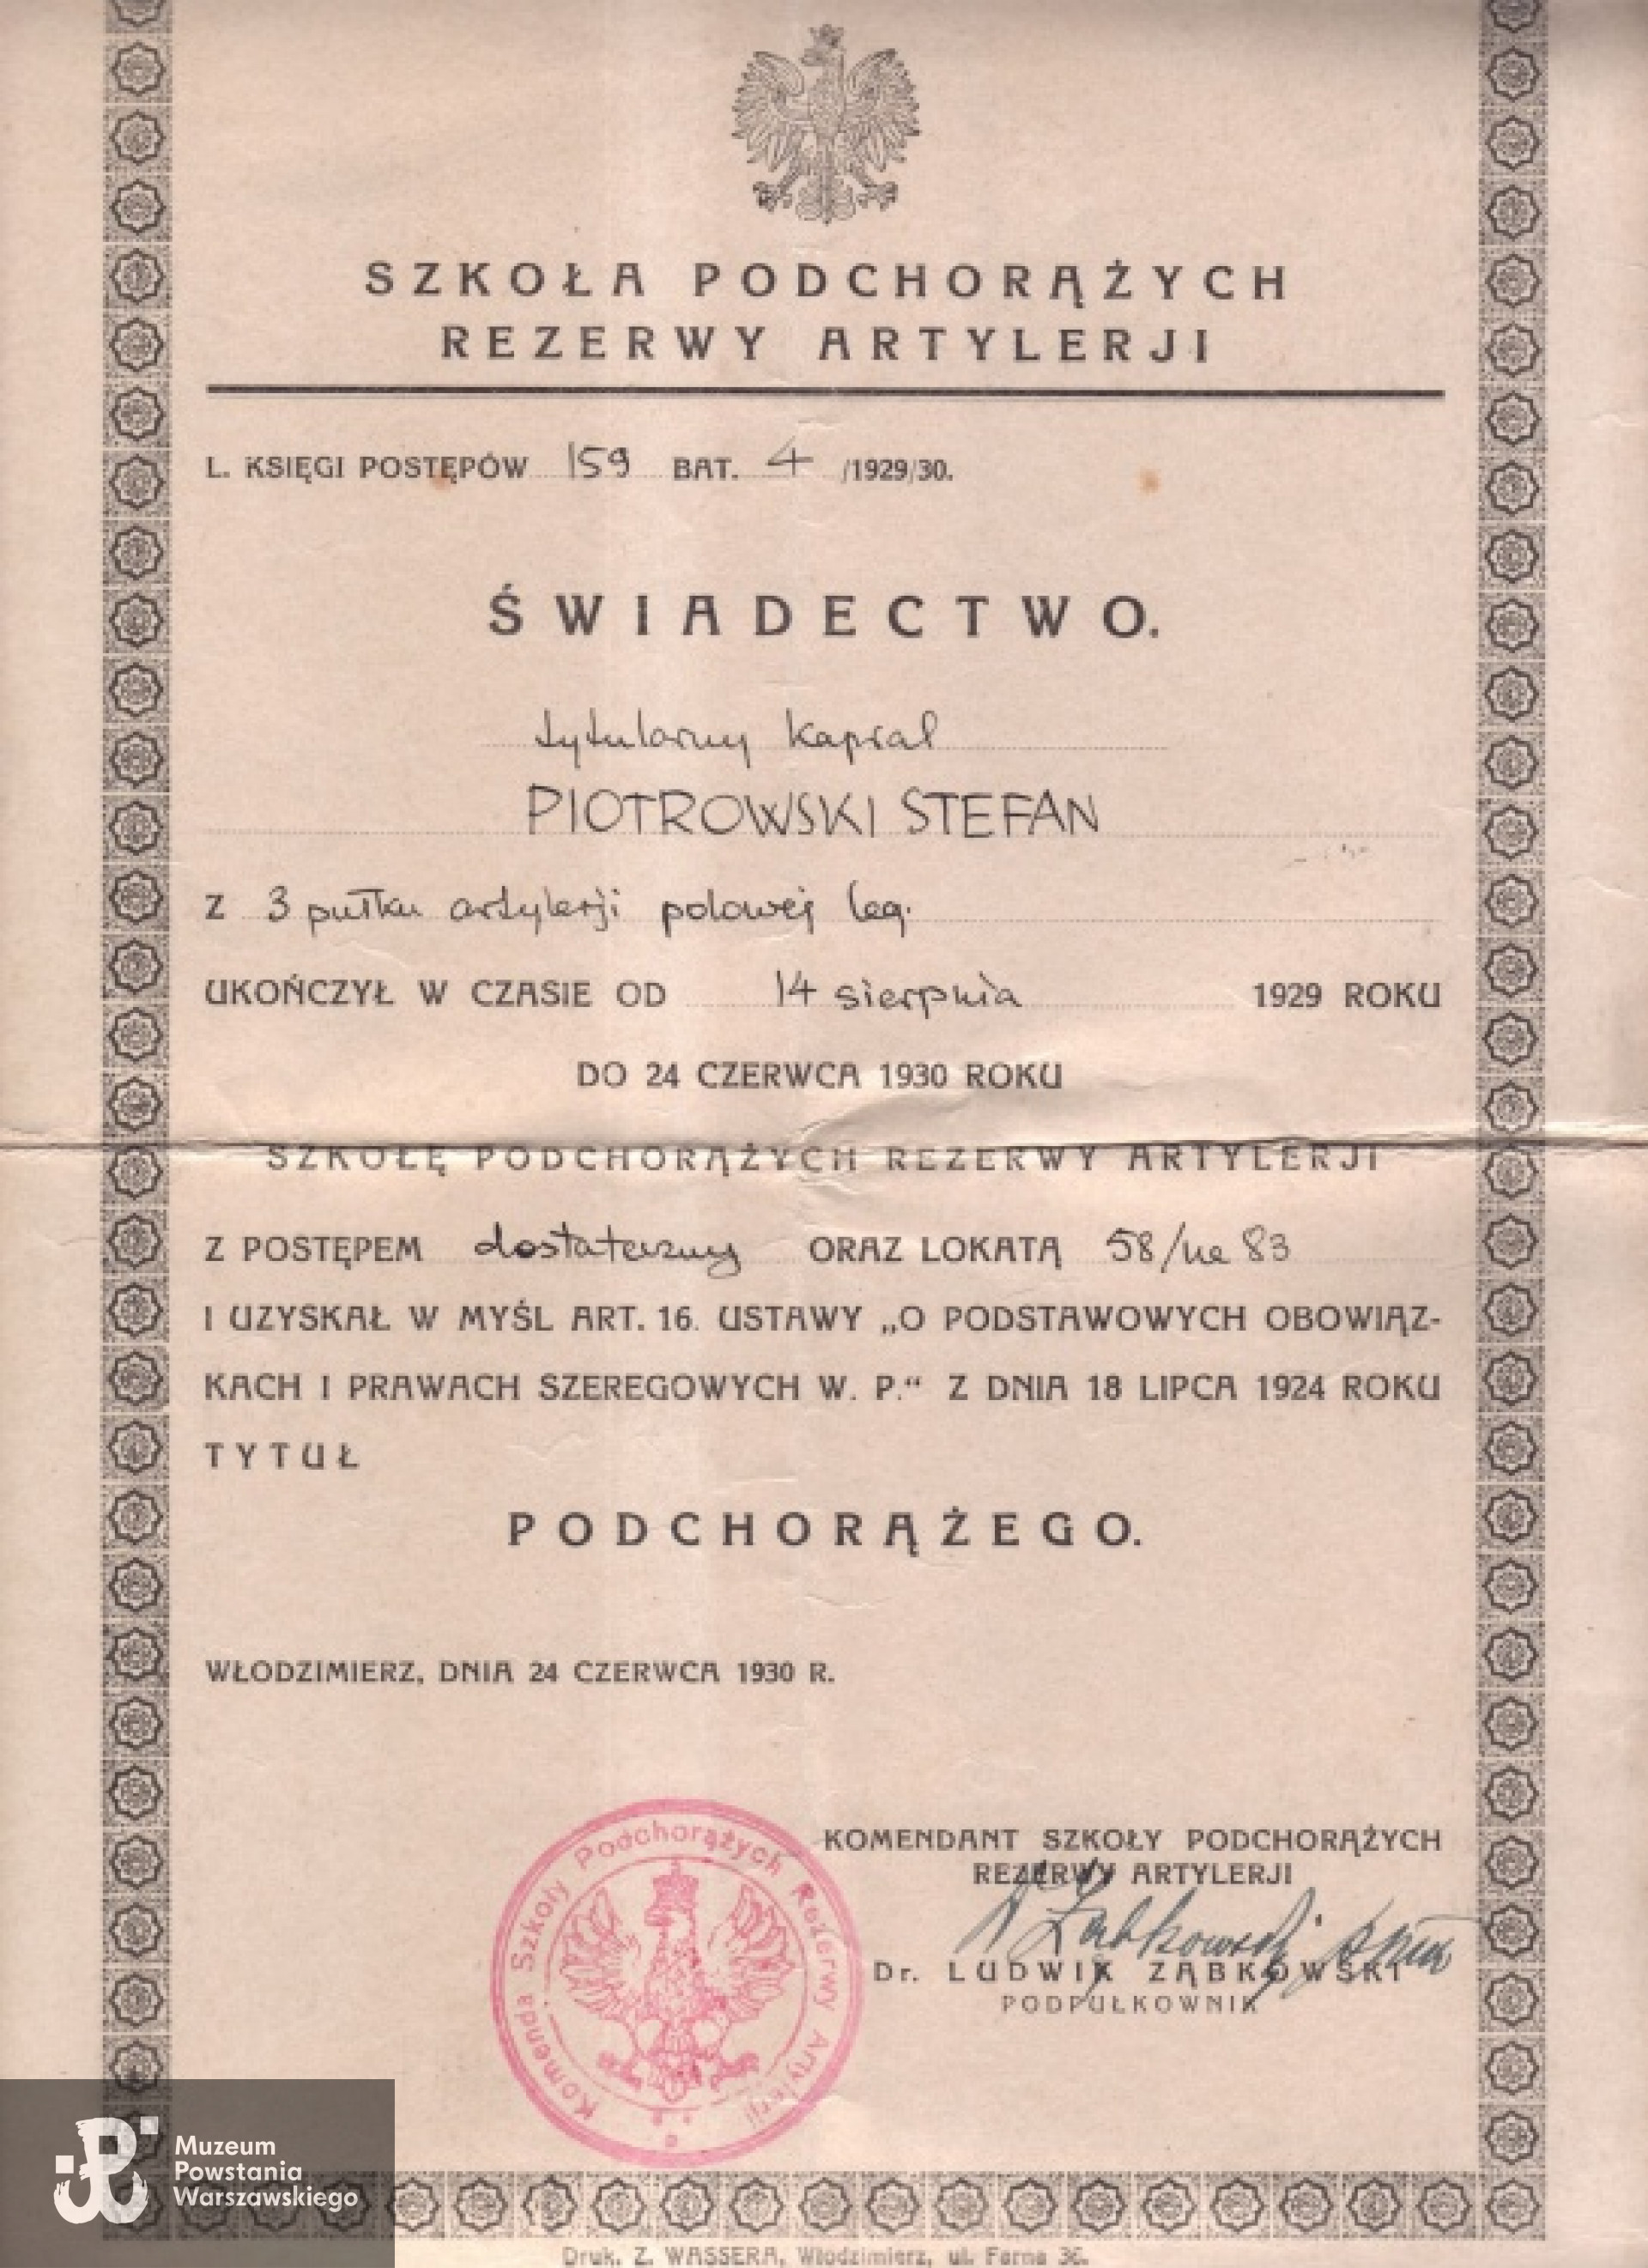 SZKOŁA PODCHORĄŻYCH
REZERWY ARTYLERJI
L. KSIĘGI POSTĘPÓW 159 BAT. 4 /1929/30.
ŚWIADECTWO.
tytularny kapral
PIOTROWSKI STEFAN
Z 3 pułku artylerji polowej leg.
UKOŃCZYŁ W CZASIE OD 14 sierpnia 1929 ROKU
DO 24 CZERWCA 1930 ROKU
SZKOŁĘ PODCHORĄŻYCH REZERWY ARTYLERJI
Z POSTĘPEM dostateczny ORAZ LOKATĄ 58/na 83
I UZYSKAŁ W MYŚL ART. 16. USTAWY „O PODSTAWOWYCH OBOWIĄZ-
KACH I PRAWACH SZEREGOWYCH W. P.“ Z DNIA 18 LIPCA 1924 ROKU
TYTUŁ
PODCHORĄŻEGO.
WŁODZIMIERZ, DNIA 24 CZERWCA 1930 R.
Komenda Szkoły Podchorążych Rezerwy Artylerji
KOMENDANT SZKOŁY PODCHORĄŻYCH
REZERWY ARTYLERJI
Dr. LUDWIK ZĄBKOWSKI
PODPUŁKOWNIK
Muzeum
Powstania
Warszawskiego
Druk. Z. WASSERA, Włodzimierz, ul. Farna 36.